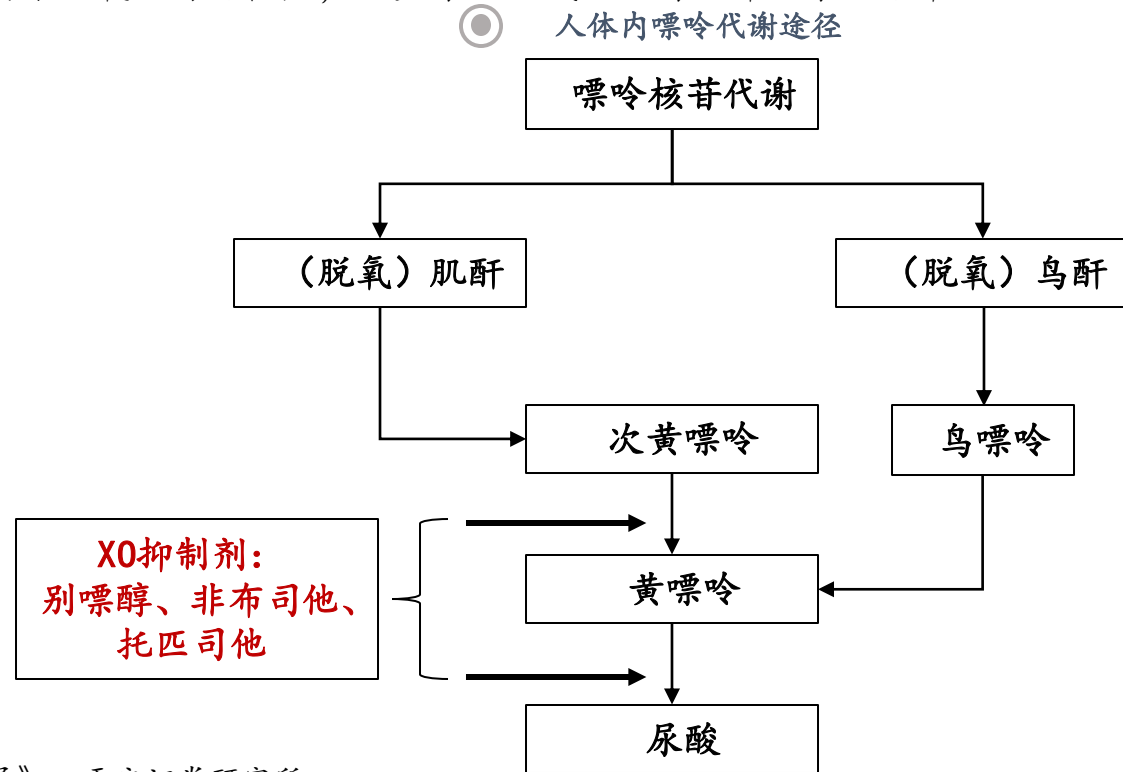 人体内嘌呤代谢途径
嘌呤核苷代谢
（脱氧）肌酐
（脱氧）鸟酐
次黄嘌呤
鸟嘌呤
XO抑制剂：
别嘌醇、非布司他、
托匹司他
黄嘌呤
尿酸